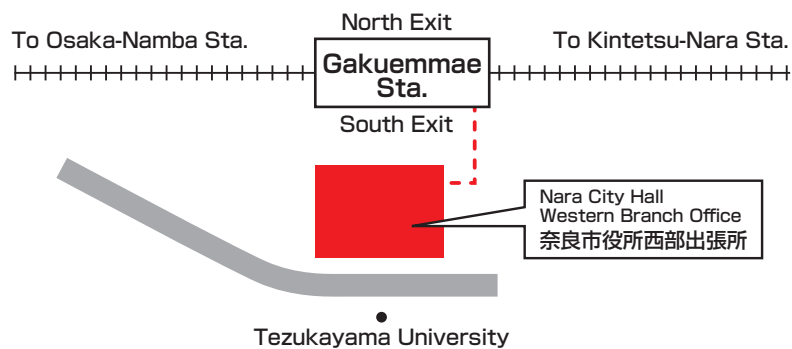 North Exit
To Osaka-Namba Sta.
To Kintetsu-Nara Sta.
Gakuemmae
Sta.
South Exit
Nara City Hall
Western Branch Office
奈良市役所西部出張所
Tezukayama University